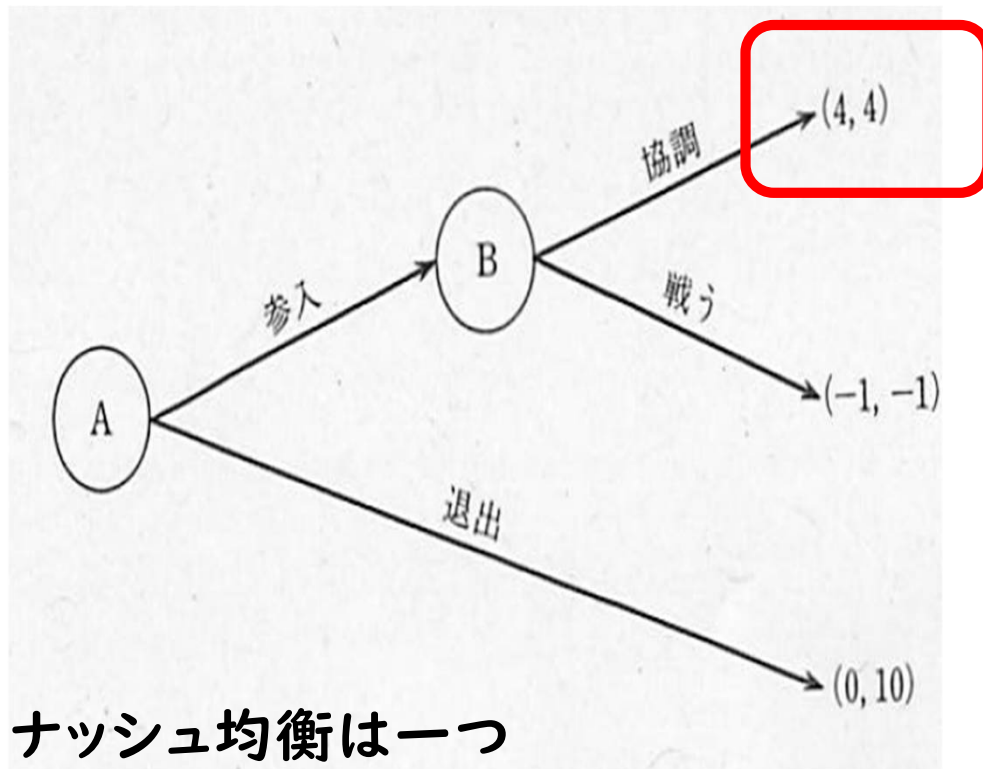 (4, 4)
協調
B
戦う
参入
(−1, −1)
A
退出
(0, 10)
ナッシュ均衡は一つ